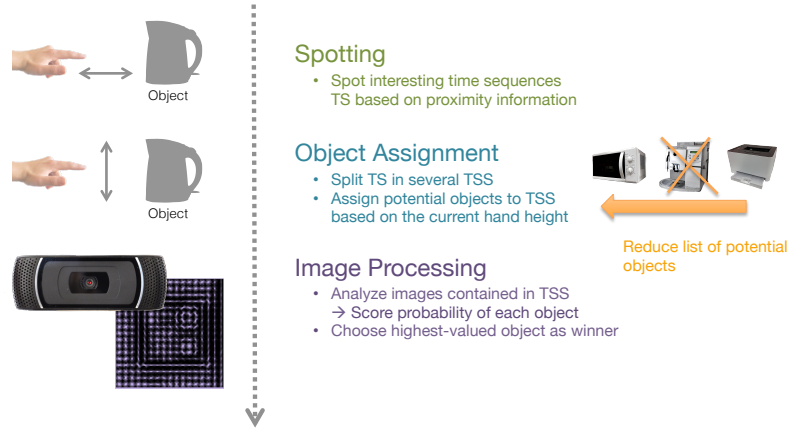 Object
Spotting
• Spot interesting time sequences
TS based on proximity information
Object
Object Assignment
• Split TS in several TSS
• Assign potential objects to TSS
based on the current hand height
Reduce list of potential
objects
Image Processing
• Analyze images contained in TSS
→ Score probability of each object
• Choose highest-valued object as winner